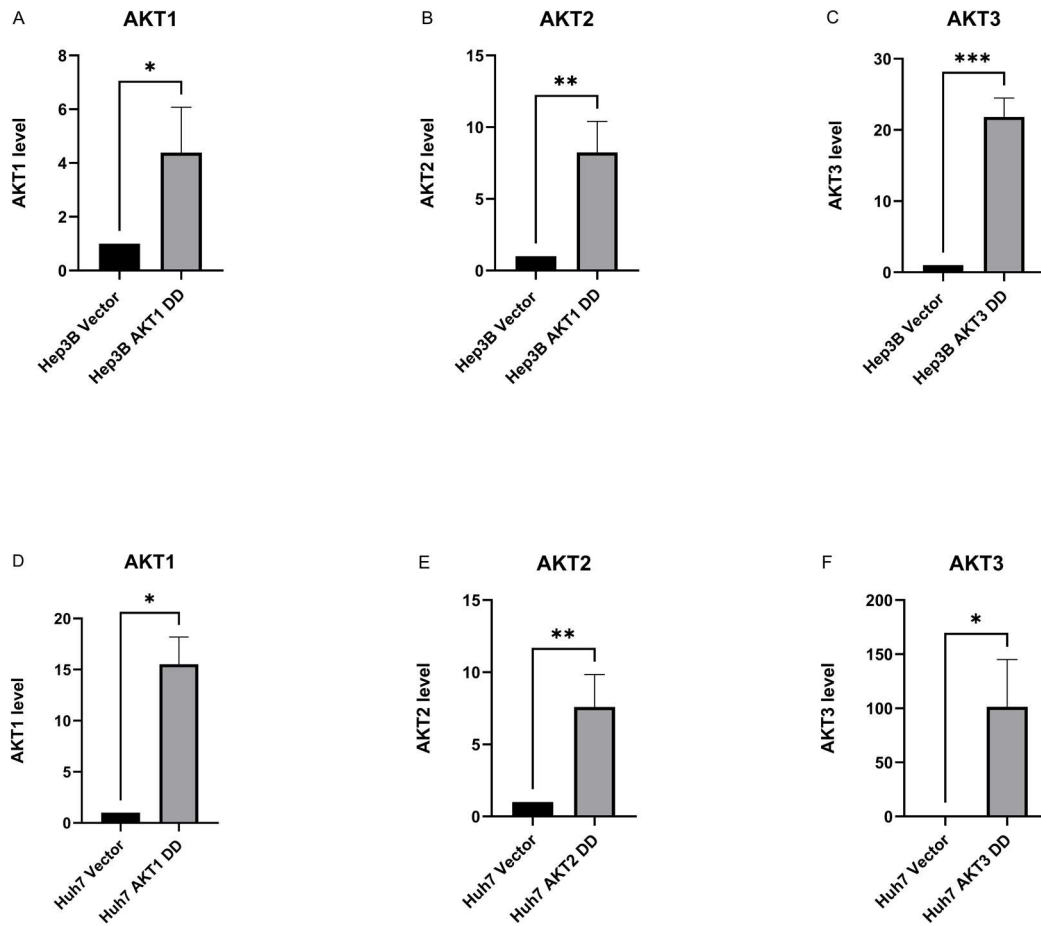 A
AKT1
AKT1 level
8
6
4
2
0
*
Hep3B Vector
Hep3B AKT1 DD
B
AKT2
AKT2 level
15
10
5
0
**
Hep3B Vector
Hep3B AKT1 DD
C
AKT3
AKT3 level
30
20
10
0
***
Hep3B Vector
Hep3B AKT3 DD
D
AKT1
AKT1 level
20
15
10
5
0
*
Huh7 Vector
Huh7 AKT1 DD
E
AKT2
AKT2 level
15
10
5
0
**
Huh7 Vector
Huh7 AKT2 DD
F
AKT3
AKT3 level
200
150
100
50
0
*
Huh7 Vector
Huh7 AKT3 DD